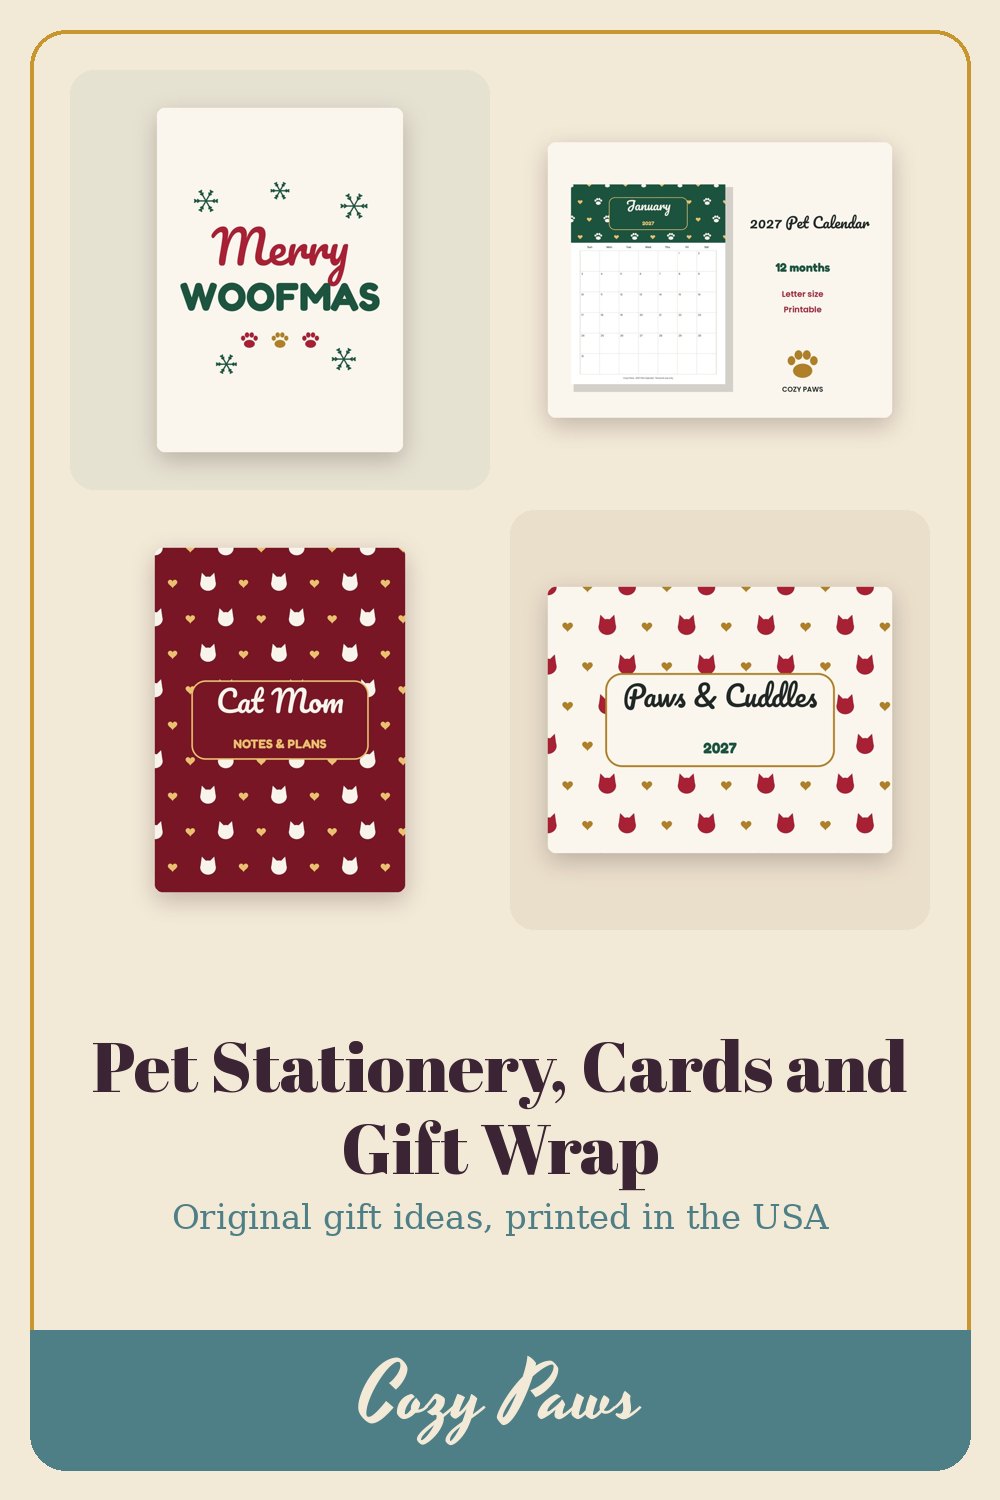 Merry
WOOFMAS
January
2027
2027 Pet Calendar
12 months
Letter size
Printable
COZY PAWS
Cat Mom
NOTES & PLANS
Paws & Cuddles
2027
Pet Stationery, Cards and
Gift Wrap
Original gift ideas, printed in the USA
Cozy Paws